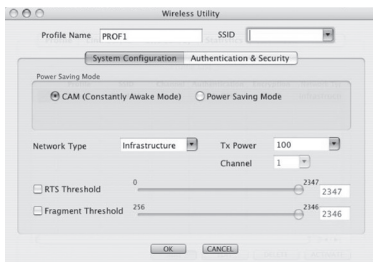 Wireless Utility
Profile Name PROF1 SSID
System Configuration Authentication & Security
Power Saving Mode
CAM (Constantly Awake Mode) Power Saving Mode
Network Type Infrastructure Tx Power 100
Channel 1
0 2347
RTS Threshold 2347
256 2346
Fragment Threshold 2346
OK CANCEL